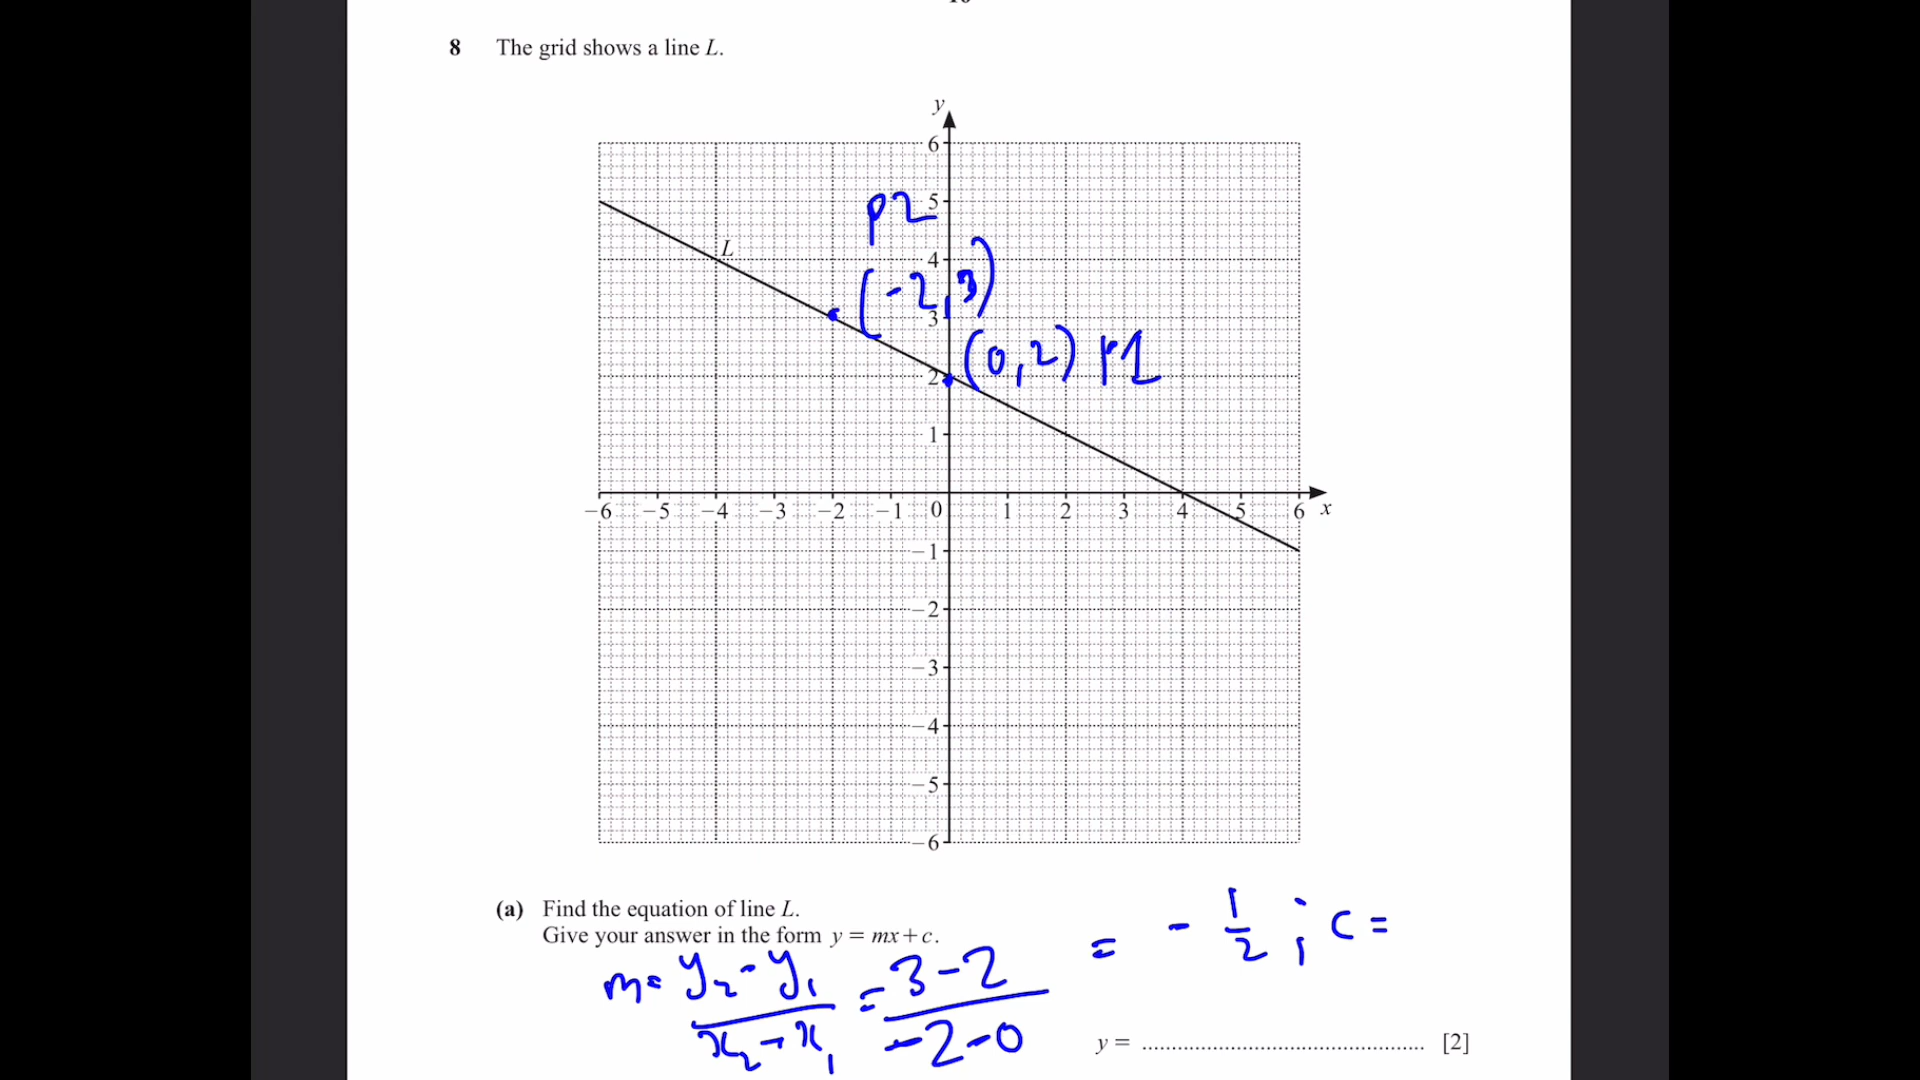 8 The grid shows a line L.
y
6
p2
5
L
4
(-2,3)
3
(0,2) P1
2
1
−6 −5 −4 −3 −2 −1 0 1 2 3 4 5 6 x
−1
−2
−3
−4
−5
−6
(a) Find the equation of line L.
Give your answer in the form y = mx + c.
= - 1/2 ; c =
m = y₂ - y₁ / x₂ - x₁ = 3-2 / -2-0
y = ................................................ [2]